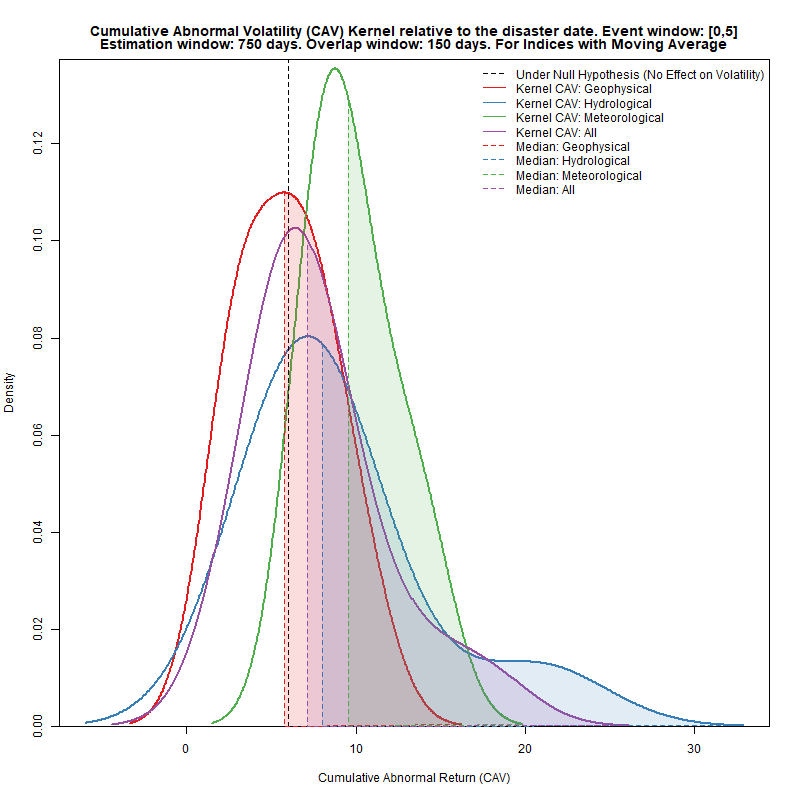 Cumulative Abnormal Volatility (CAV) Kernel relative to the disaster date. Event window: [0,5]
Estimation window: 750 days. Overlap window: 150 days. For Indices with Moving Average
Under Null Hypothesis (No Effect on Volatility)
Kernel CAV: Geophysical
Kernel CAV: Hydrological
Kernel CAV: Meteorological
Kernel CAV: All
Median: Geophysical
Median: Hydrological
Median: Meteorological
Median: All
Density
0.12
0.10
0.08
0.06
0.04
0.02
0.00
0 10 20 30
Cumulative Abnormal Return (CAV)